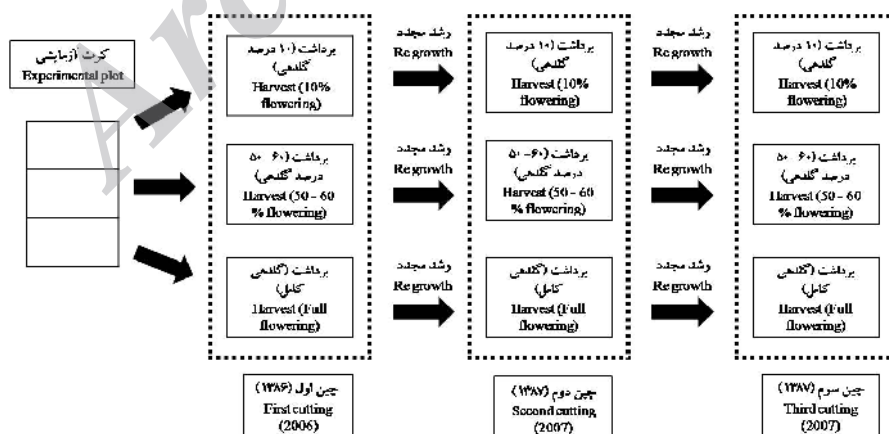 کرت آزمایشی
Experimental plot
برداشت (۱۰ درصد
گلدهی)
Harvest (10%
flowering)
رشد مجدد
Regrowth
برداشت (۱۰ درصد
گلدهی)
Harvest (10%
flowering)
رشد مجدد
Regrowth
برداشت (۱۰ درصد
گلدهی)
Harvest (10%
flowering)
برداشت (۶۰ - ۵۰
درصد گلدهی)
Harvest (50 - 60
% flowering)
رشد مجدد
Regrowth
برداشت (۶۰ - ۵۰
درصد گلدهی)
Harvest (50 - 60
% flowering)
رشد مجدد
Regrowth
برداشت (۶۰ - ۵۰
درصد گلدهی)
Harvest (50 - 60
% flowering)
برداشت (گلدهی
کامل)
Harvest (Full
flowering)
رشد مجدد
Regrowth
برداشت (گلدهی
کامل)
Harvest (Full
flowering)
رشد مجدد
Regrowth
برداشت (گلدهی
کامل)
Harvest (Full
flowering)
چین اول (۱۳۸۶)
First cutting
(2006)
چین دوم (۱۳۸۷)
Second cutting
(2007)
چین سوم (۱۳۸۷)
Third cutting
(2007)